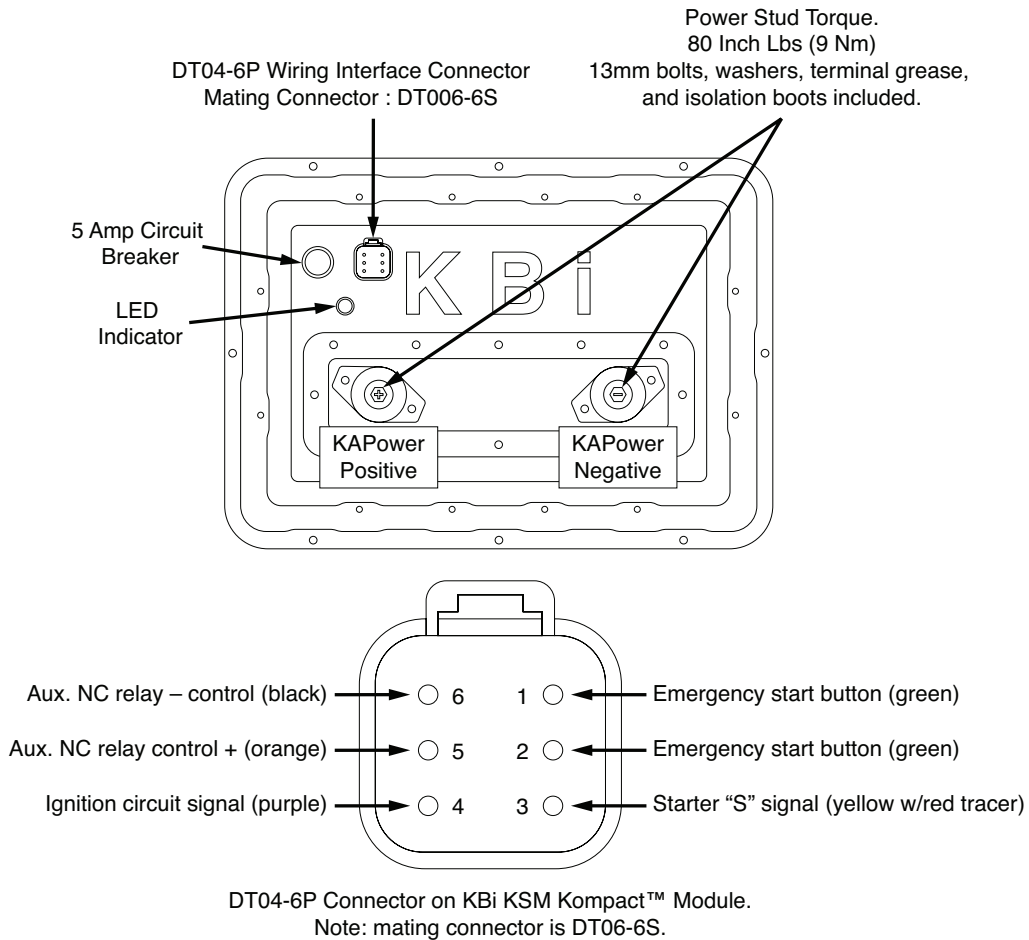 Power Stud Torque.
80 Inch Lbs (9 Nm)
13mm bolts, washers, terminal grease,
and isolation boots included.
DT04-6P Wiring Interface Connector
Mating Connector : DT006-6S
5 Amp Circuit
Breaker
LED
Indicator
K B i
+
–
KAPower
Positive
KAPower
Negative
Aux. NC relay – control (black)
6
1
Emergency start button (green)
Aux. NC relay control + (orange)
5
2
Emergency start button (green)
Ignition circuit signal (purple)
4
3
Starter “S” signal (yellow w/red tracer)
DT04-6P Connector on KBi KSM Kompact™ Module.
Note: mating connector is DT06-6S.